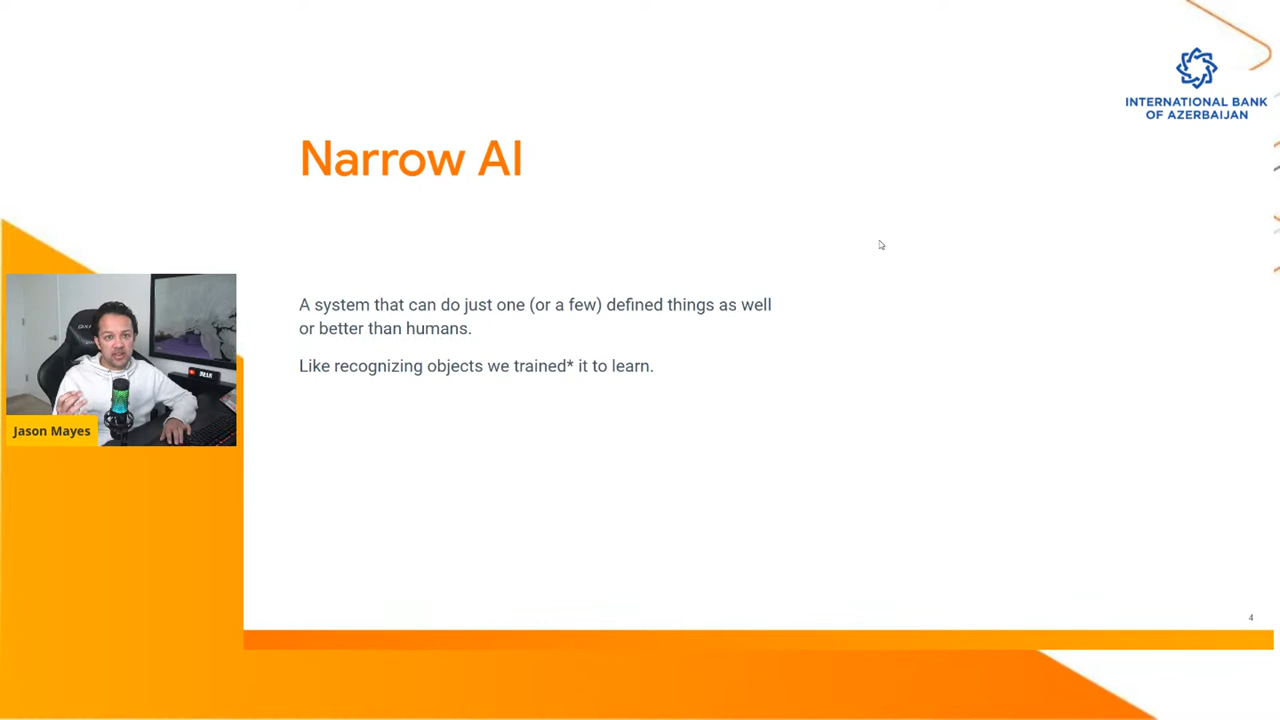 INTERNATIONAL BANK
OF AZERBAIJAN
Narrow AI
A system that can do just one (or a few) defined things as well
or better than humans.
Like recognizing objects we trained* it to learn.
Jason Mayes
4